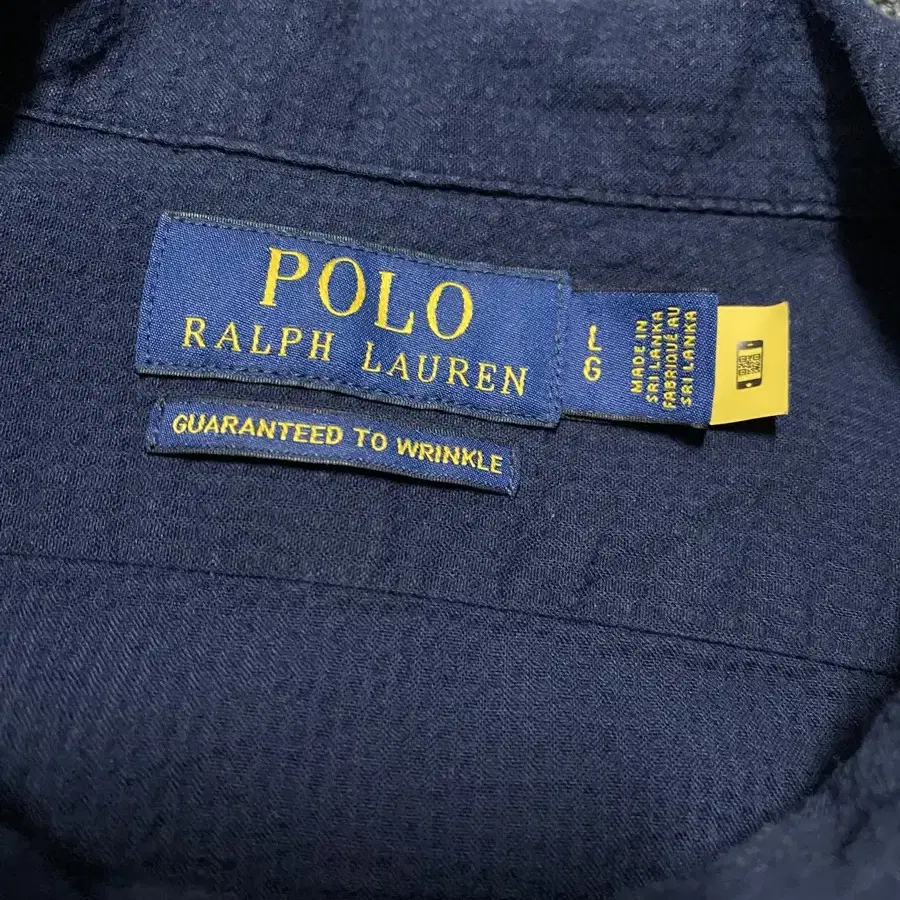 POLO
RALPH LAUREN
L
G
MADE IN
SRI LANKA
FABRIQUÉ AU
SRI LANKA
GUARANTEED TO WRINKLE